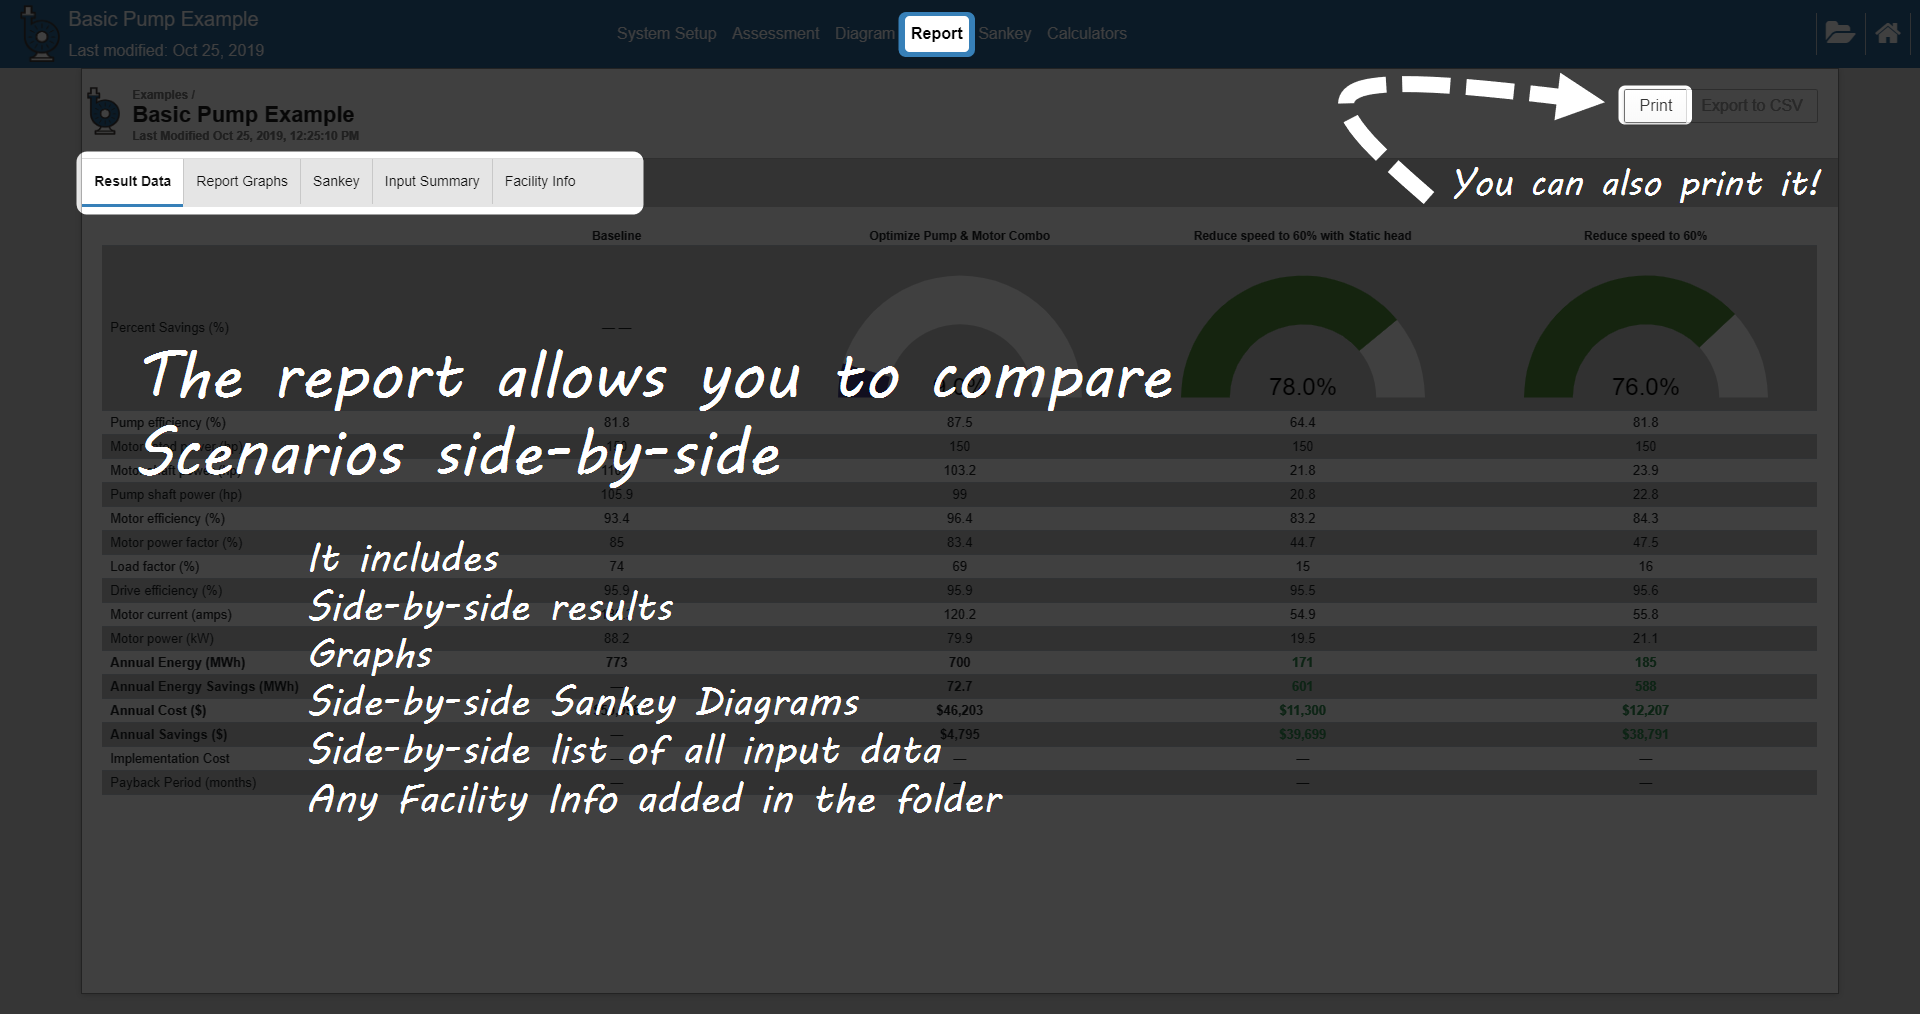 Basic Pump Example
Last modified: Oct 25, 2019
System Setup Assessment Diagram Report Sankey Calculators
Examples /
Basic Pump Example
Last Modified Oct 25, 2019, 12:25:10 PM
Print Export to CSV
Result Data Report Graphs Sankey Input Summary Facility Info
You can also print it!
Baseline Optimize Pump & Motor Combo Reduce speed to 60% with Static head Reduce speed to 60%
Percent Savings (%) — —
78.0% 76.0%
The report allows you to compare
Scenarios side-by-side
Pump efficiency (%) 81.8 87.5 64.4 81.8
150 150 150 150
103.2 21.8 23.9
Pump shaft power (hp) 105.9 99 20.8 22.8
Motor efficiency (%) 93.4 96.4 83.2 84.3
Motor power factor (%) 85 83.4 44.7 47.5
Load factor (%) 74 69 15 16
Drive efficiency (%) 95.9 95.9 95.5 95.6
Motor current (amps) 120.2 54.9 55.8
Motor power (kW) 88.2 79.9 19.5 21.1
Annual Energy (MWh) 773 700 171 185
Annual Energy Savings (MWh) — 72.7 601 588
Annual Cost ($) $46,203 $11,300 $12,207
Annual Savings ($) — $4,795 $39,699 $38,791
Implementation Cost — — — —
Payback Period (months) — — —
It includes
Side-by-side results
Graphs
Side-by-side Sankey Diagrams
Side-by-side list of all input data
Any Facility Info added in the folder